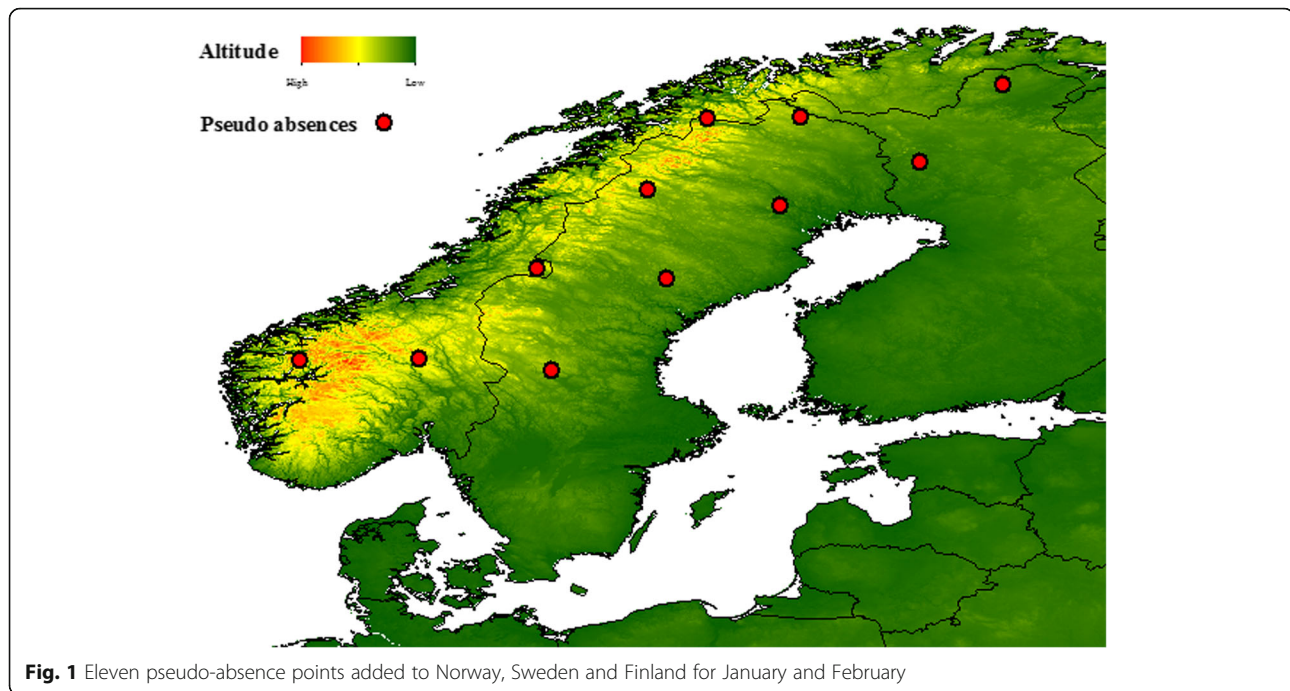 Altitude
High Low
Pseudo absences
Fig. 1 Eleven pseudo-absence points added to Norway, Sweden and Finland for January and February